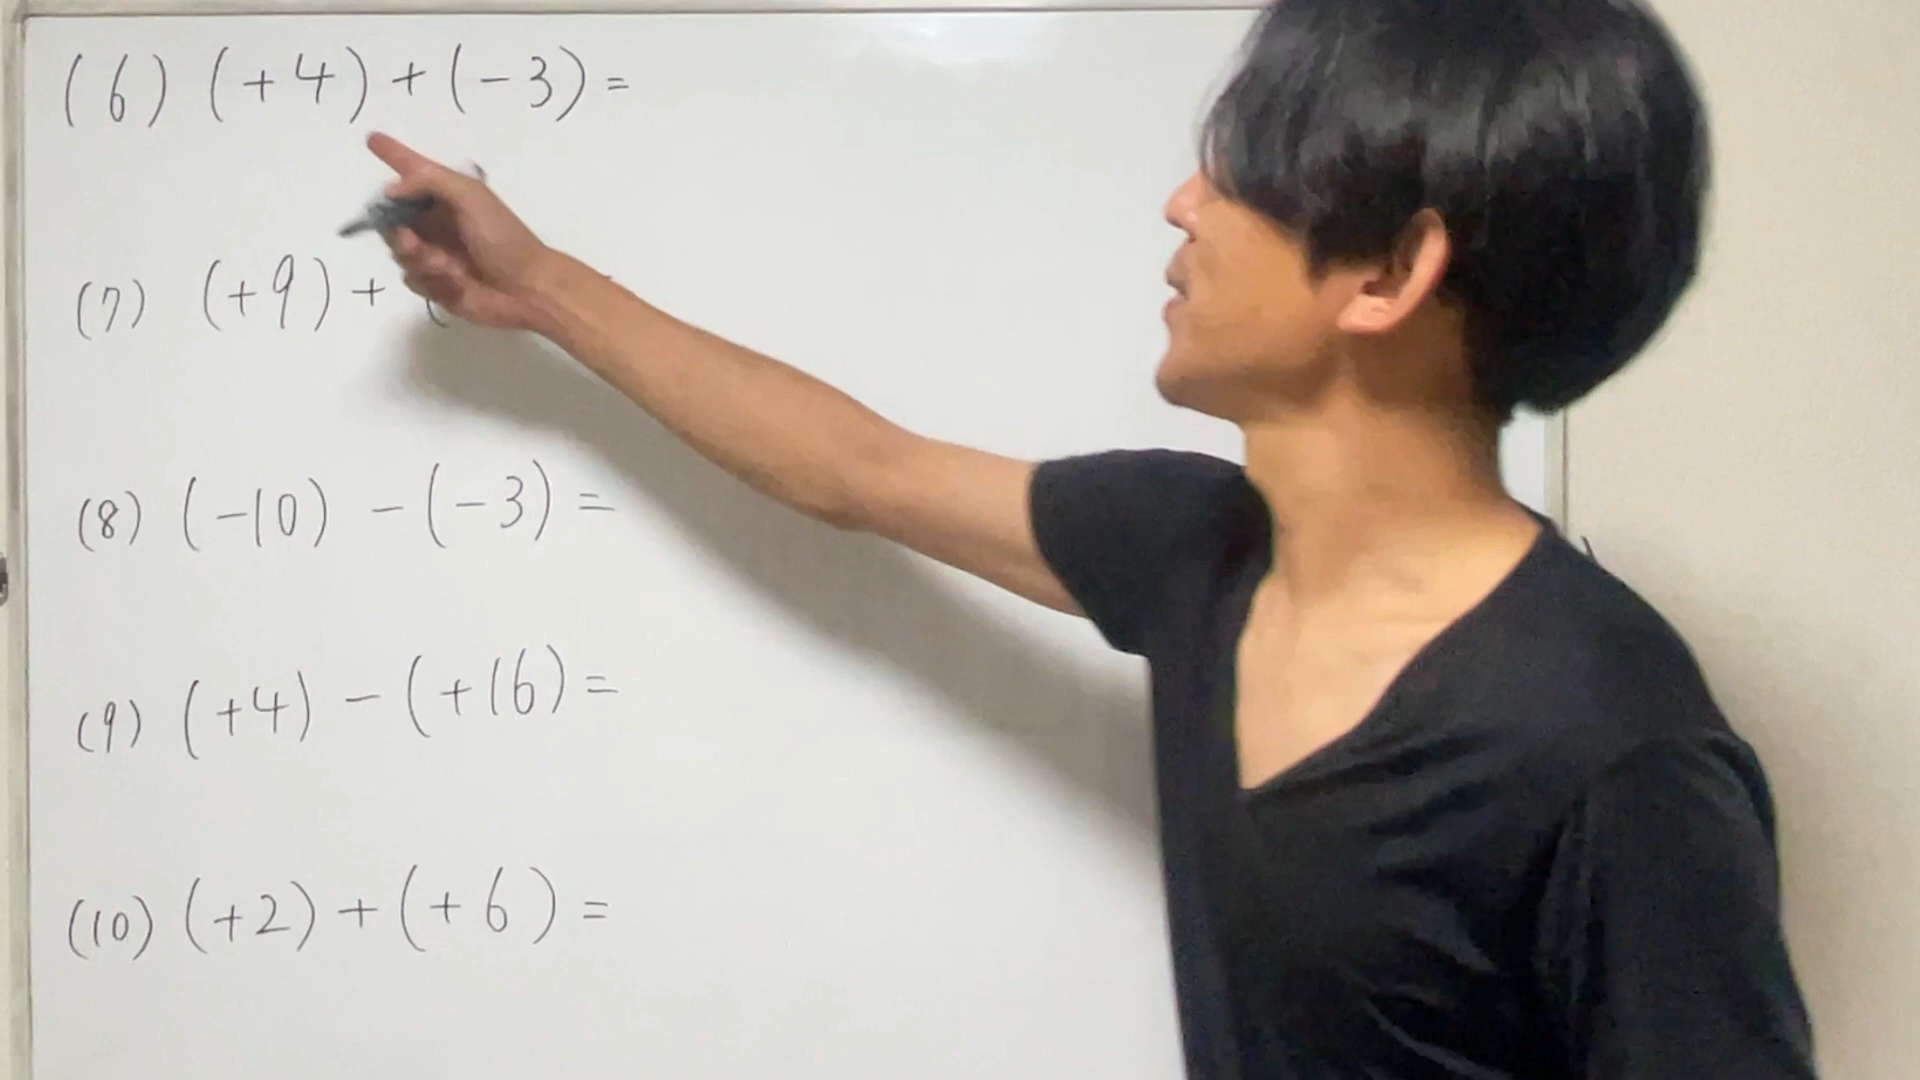 (6) (+4)+(-3)=
(7) (+9)+(
(8) (-10) -(-3)=
(9) (+4) -(+16)=
(10) (+2)+(+6)=